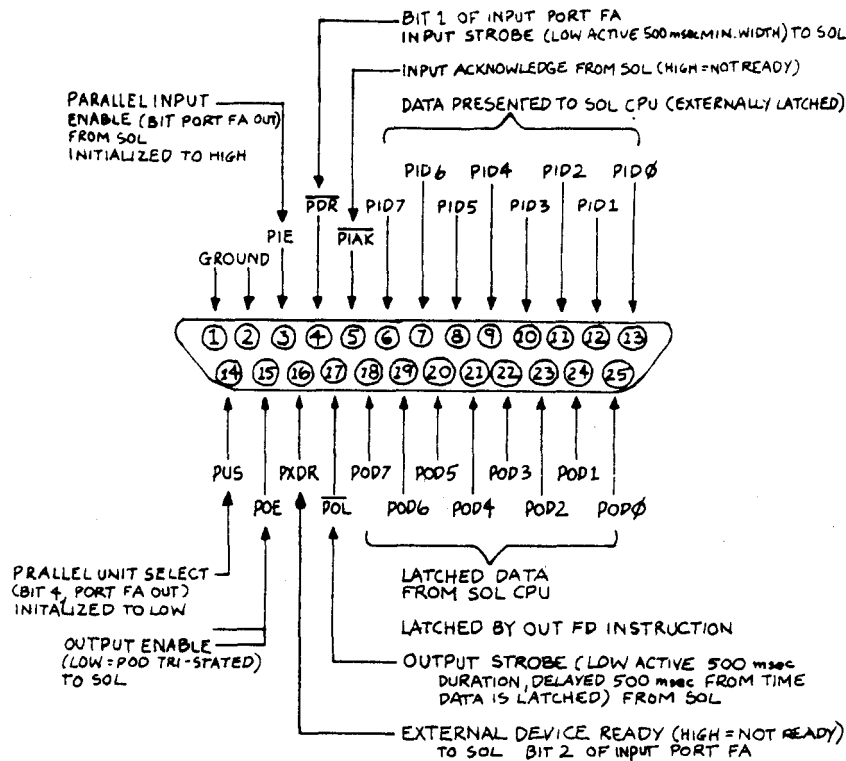 BIT 1 OF INPUT PORT FA
INPUT STROBE (LOW ACTIVE 500 msec MIN. WIDTH) TO SOL
INPUT ACKNOWLEDGE FROM SOL (HIGH = NOT READY)
DATA PRESENTED TO SOL CPU (EXTERNALLY LATCHED)
PARALLEL INPUT
ENABLE (BIT PORT FA OUT)
FROM SOL
INITIALIZED TO HIGH
PID6 PID4 PID2 PIDØ
PDR PID7 PID5 PID3 PID1
PIE PIAK
GROUND
1 2 3 4 5 6 7 8 9 10 11 12 13
14 15 16 17 18 19 20 21 22 23 24 25
PUS PXDR POD7 POD5 POD3 POD1
POE POL POD6 POD4 POD2 PODØ
PRALLEL UNIT SELECT
(BIT 4, PORT FA OUT)
INITALIZED TO LOW
OUTPUT ENABLE
(LOW = POD TRI-STATED)
TO SOL
LATCHED DATA
FROM SOL CPU
LATCHED BY OUT FD INSTRUCTION
OUTPUT STROBE (LOW ACTIVE 500 msec
DURATION, DELAYED 500 msec FROM TIME
DATA IS LATCHED) FROM SOL
EXTERNAL DEVICE READY (HIGH = NOT READY)
TO SOL BIT 2 OF INPUT PORT FA